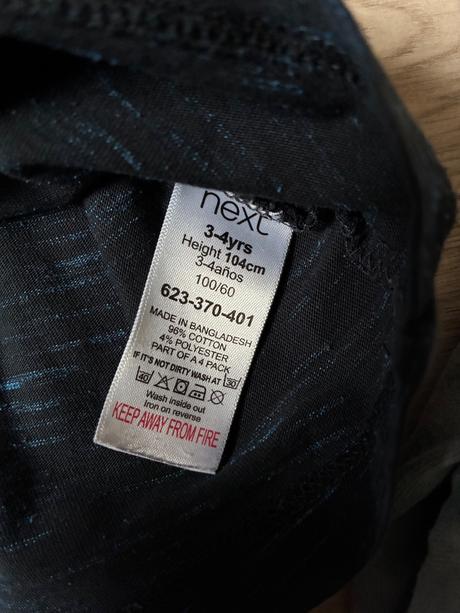 next
3-4yrs
Height 104cm
3-4años
100/60
623-370-401
MADE IN BANGLADESH
96% COTTON
4% POLYESTER
PART OF A 4 PACK
IF IT'S NOT DIRTY WASH AT 30
40
Wash inside out
Iron on reverse
KEEP AWAY FROM FIRE